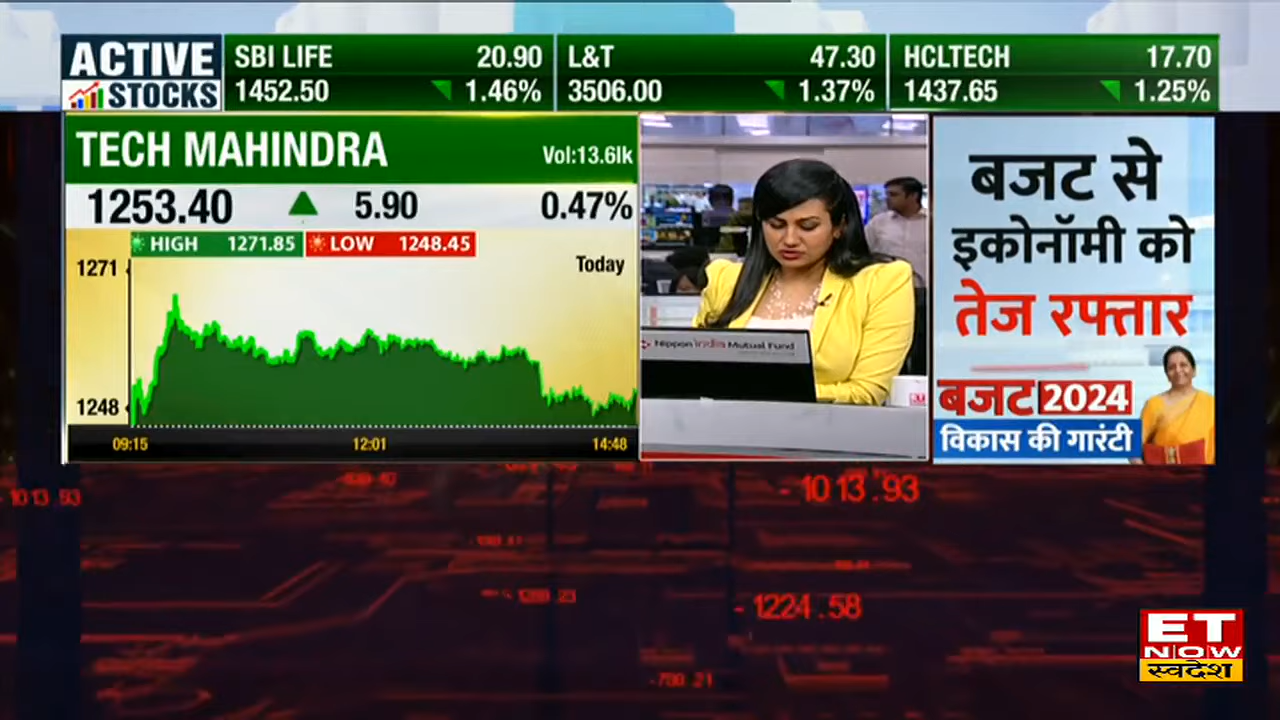 ACTIVE
STOCKS
SBI LIFE 20.90
1452.50 1.46%
L&T 47.30
3506.00 1.37%
HCLTECH 17.70
1437.65 1.25%
TECH MAHINDRA Vol:13.6lk
1253.40 5.90 0.47%
HIGH 1271.85 LOW 1248.45
Today
1271
1248
09:15 12:01 14:48
Nippon india Mutual Fund
ET
बजट से
इकोनॉमी को
तेज रफ्तार
बजट 2024
विकास की गारंटी
- 1013.93
1013 93
- 1224.58
ET
NOW
स्वदेश